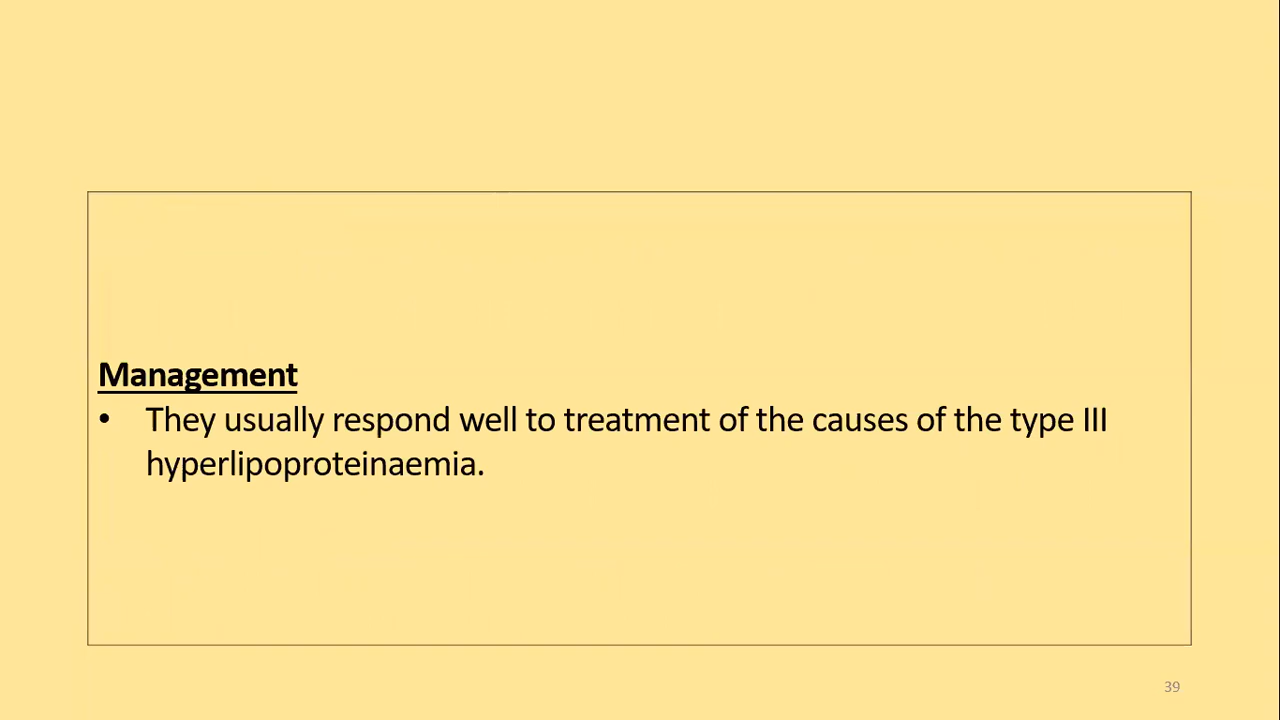 Management
• They usually respond well to treatment of the causes of the type III
hyperlipoproteinaemia.
39